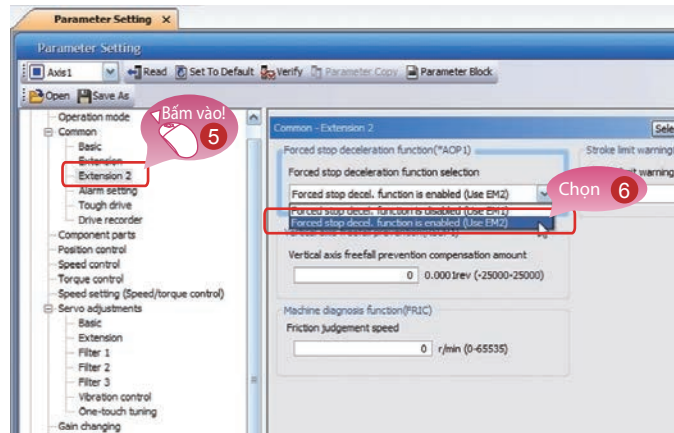 Parameter Setting ×
Parameter Setting
Axis1 Read Set To Default Verify Parameter Copy Parameter Block
Open Save As
Operation mode
Common
Basic
Extension
Extension 2
Alarm setting
Tough drive
Drive recorder
Component parts
Position control
Speed control
Torque control
Speed setting (Speed/torque control)
Servo adjustments
Basic
Extension
Filter 1
Filter 2
Filter 3
Vibration control
One-touch tuning
Gain changing
Bấm vào!
5
Common - Extension 2
Forced stop deceleration function(*AOP1)
Forced stop deceleration function selection
Forced stop decel. function is enabled (Use EM2)
Forced stop decel. function is disabled (Use EM1)
Forced stop decel. function is enabled (Use EM2)
Chọn 6
Vertical axis freefall prevention compensation amount
0 0.0001rev (-25000-25000)
Machine diagnosis function(*FRIC)
Friction judgement speed
0 r/min (0-65535)
Stroke limit warning
warning